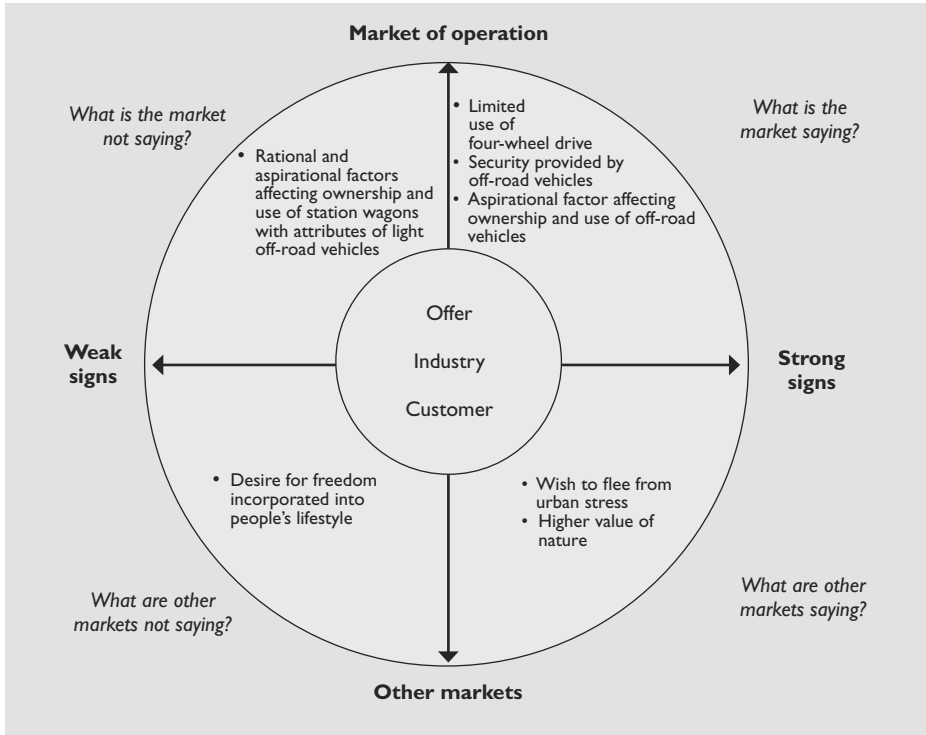 Market of operation
What is the market
not saying?
What is the
market saying?
• Rational and
aspirational factors
affecting ownership and
use of station wagons
with attributes of light
off-road vehicles
• Limited
use of
four-wheel drive
• Security provided by
off-road vehicles
• Aspirational factor affecting
ownership and use of off-road
vehicles
Weak
signs
Offer
Industry
Customer
Strong
signs
• Desire for freedom
incorporated into
people’s lifestyle
• Wish to flee from
urban stress
• Higher value of
nature
What are other
markets not saying?
What are other
markets saying?
Other markets